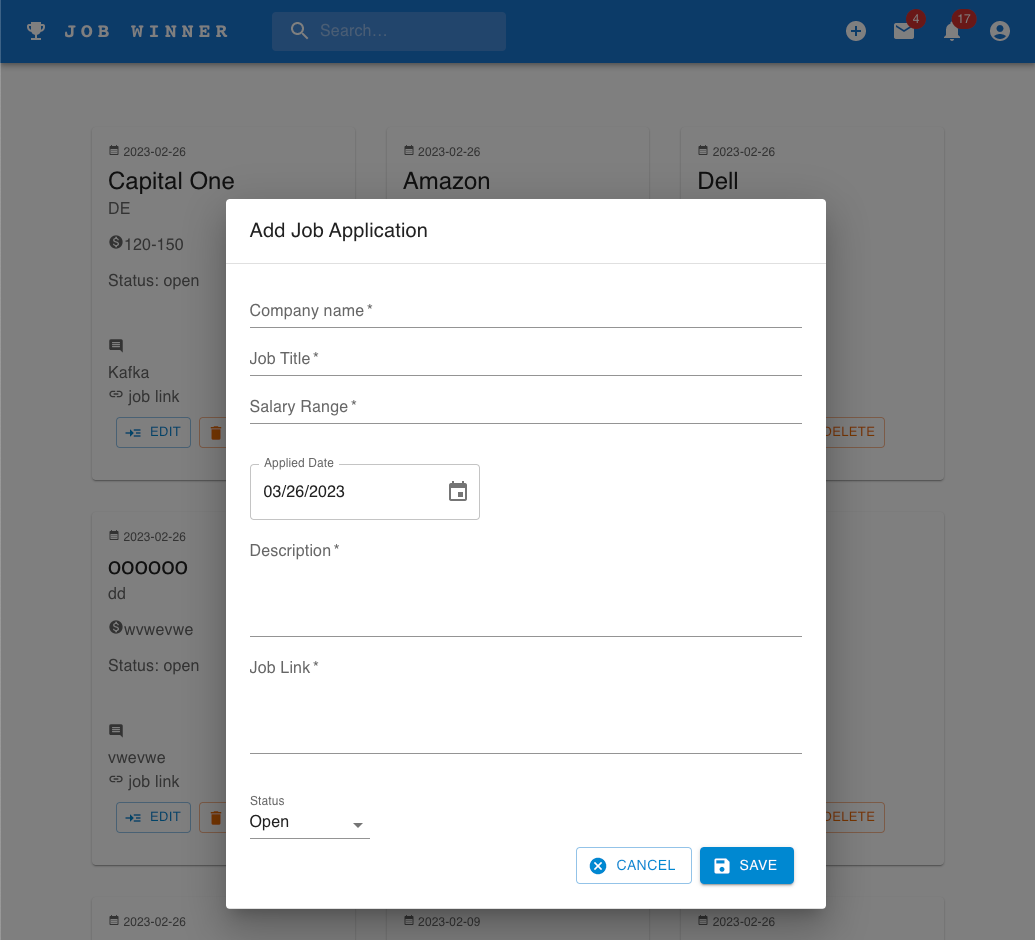 JOB WINNER
Search…
4
17
2023-02-26
2023-02-26
2023-02-26
Capital One
Amazon
Dell
DE
120-150
Status: open
Kafka
job link
EDIT
DELETE
2023-02-26
oooooo
dd
wvwevwe
Status: open
vwevwe
job link
EDIT
DELETE
2023-02-26
2023-02-09
2023-02-26
Add Job Application
Company name *
Job Title *
Salary Range *
Applied Date
03/26/2023
Description *
Job Link *
Status
Open
CANCEL
SAVE